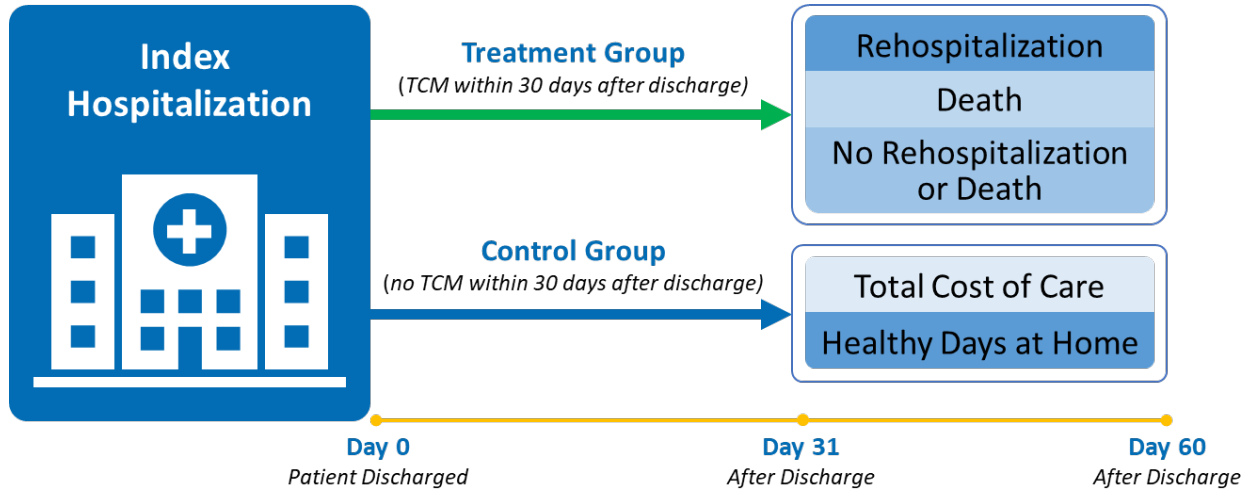 Index
Hospitalization
Treatment Group
(TCM within 30 days after discharge)
Control Group
(no TCM within 30 days after discharge)
Rehospitalization
Death
No Rehospitalization
or Death
Total Cost of Care
Healthy Days at Home
Day 0
Patient Discharged
Day 31
After Discharge
Day 60
After Discharge